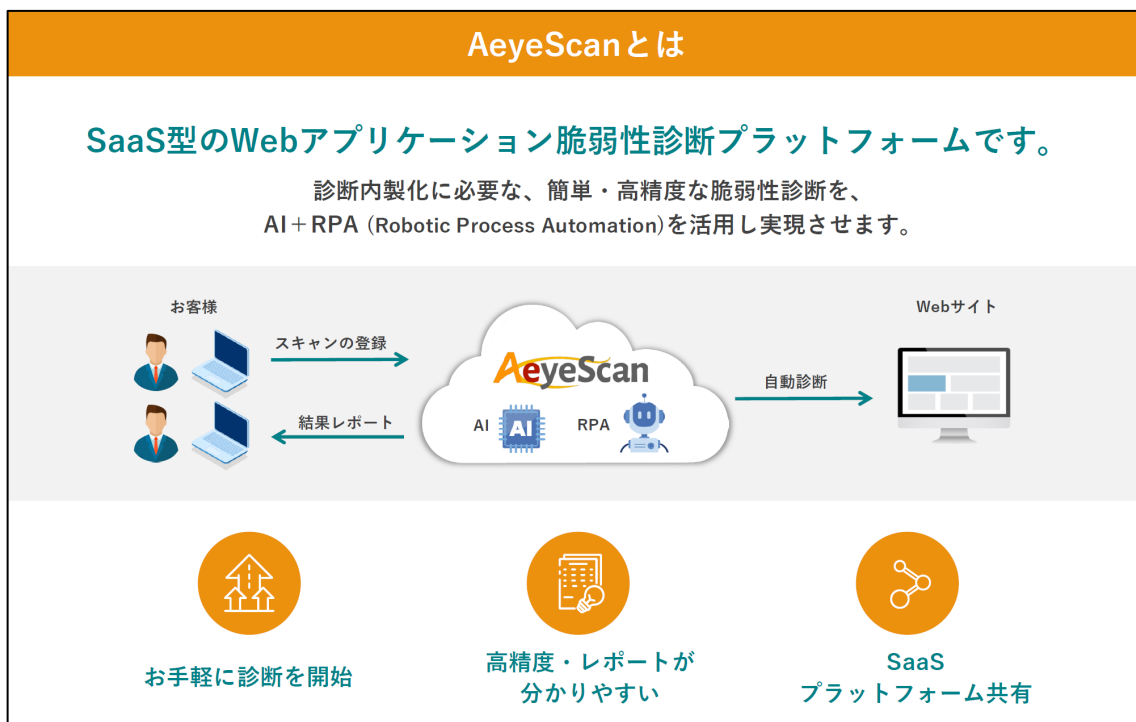 AeyeScanとは
SaaS型のWebアプリケーション脆弱性診断プラットフォームです。
診断内製化に必要な、簡単・高精度な脆弱性診断を、
AI+RPA (Robotic Process Automation)を活用し実現させます。
お客様
スキャンの登録
結果レポート
AeyeScan
AI
AI
RPA
自動診断
Webサイト
お手軽に診断を開始
高精度・レポートが
分かりやすい
SaaS
プラットフォーム共有